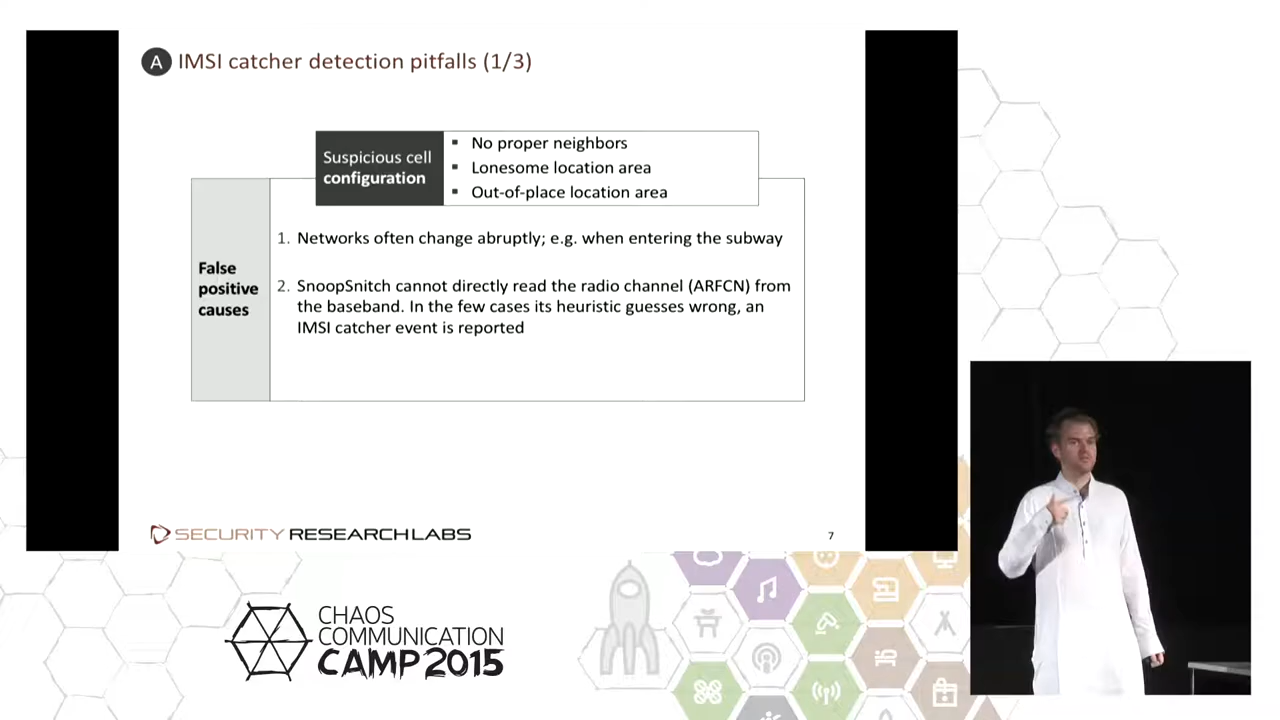 A IMSI catcher detection pitfalls (1/3)
Suspicious cell
configuration
▪ No proper neighbors
▪ Lonesome location area
▪ Out-of-place location area
False
positive
causes
1. Networks often change abruptly; e.g. when entering the subway
2. SnoopSnitch cannot directly read the radio channel (ARFCN) from
the baseband. In the few cases its heuristic guesses wrong, an
IMSI catcher event is reported
SECURITY RESEARCH LABS
7
CHAOS
COMMUNICATION
CAMP 2015